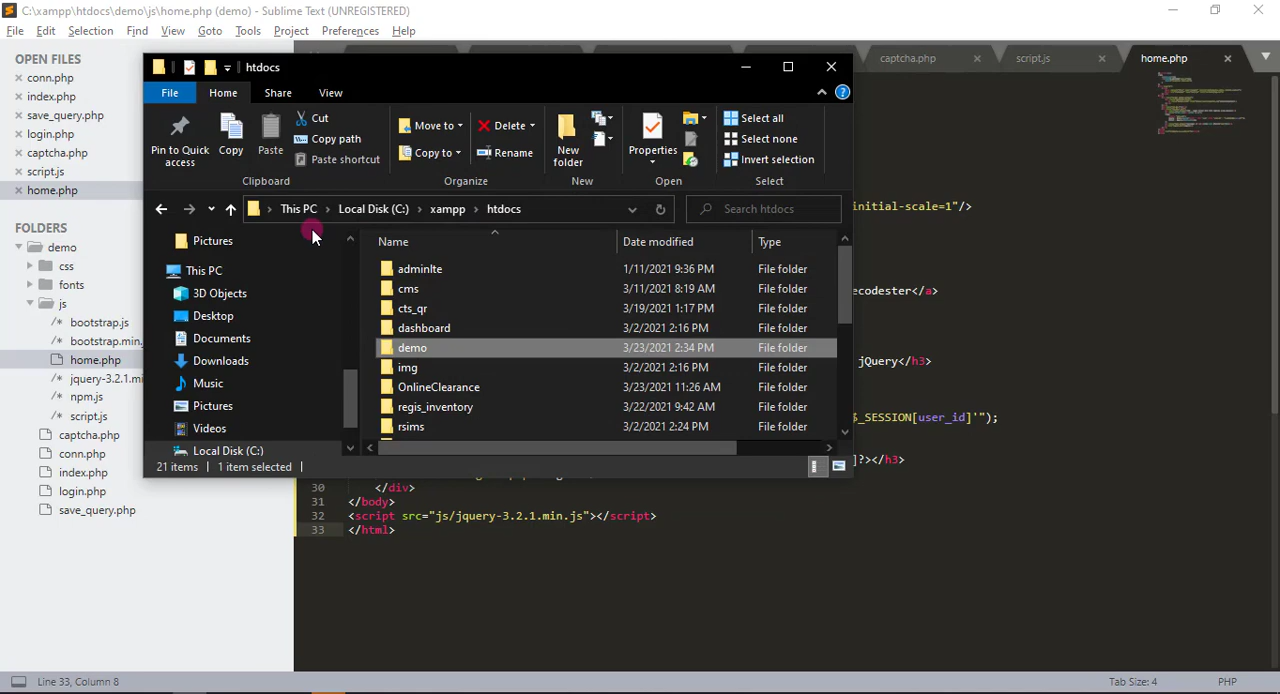 C:\xampp\htdocs\demo\js\home.php (demo) - Sublime Text (UNREGISTERED)
File Edit Selection Find View Goto Tools Project Preferences Help
OPEN FILES
conn.php
index.php
save_query.php
login.php
captcha.php
script.js
home.php
FOLDERS
demo
css
fonts
js
/* bootstrap.js
/* bootstrap.min.
home.php
/* jquery-3.2.1.mi
/* npm.js
/* script.js
captcha.php
conn.php
index.php
login.php
save_query.php
captcha.php script.js home.php
htdocs
File Home Share View
Pin to Quick access
Copy
Paste
Cut
Copy path
Paste shortcut
Clipboard
Move to
Copy to
Delete
Rename
Organize
New folder
New
Properties
Open
Select all
Select none
Invert selection
Select
This PC Local Disk (C:) xampp htdocs
Search htdocs
Pictures
This PC
3D Objects
Desktop
Documents
Downloads
Music
Pictures
Videos
Local Disk (C:)
Name Date modified Type
adminlte 1/11/2021 9:36 PM File folder
cms 3/11/2021 8:19 AM File folder
cts_qr 3/19/2021 1:17 PM File folder
dashboard 3/2/2021 2:16 PM File folder
demo 3/23/2021 2:34 PM File folder
img 3/2/2021 2:16 PM File folder
OnlineClearance 3/23/2021 11:26 AM File folder
regis_inventory 3/22/2021 9:42 AM File folder
rsims 3/2/2021 2:24 PM File folder
21 items 1 item selected
initial-scale=1"/>
ecodester</a>
jQuery</h3>
_SESSION[user_id]'");
]?></h3>
30 </div>
31 </body>
32 <script src="js/jquery-3.2.1.min.js"></script>
33 </html>
Line 33, Column 8
Tab Size: 4 PHP